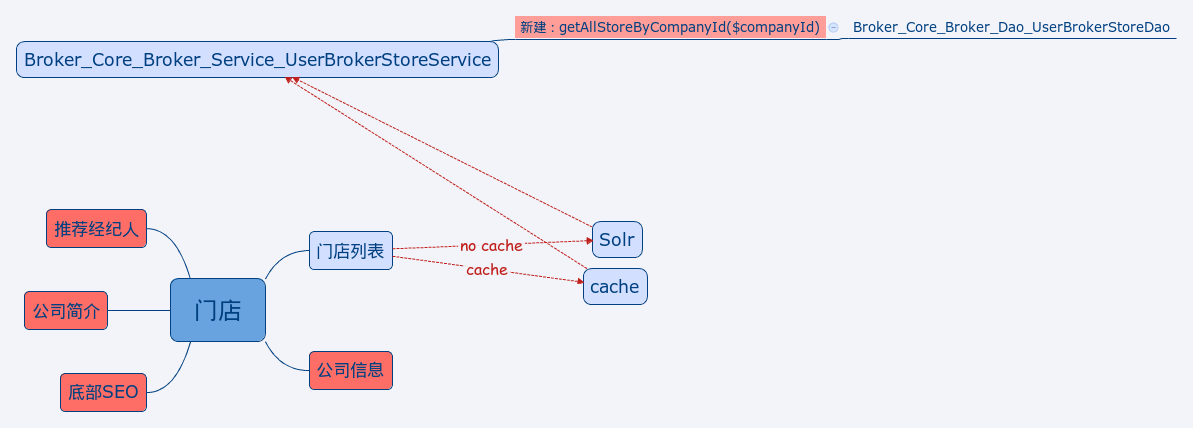 新建：getAllStoreByCompanyId($companyId)
Broker_Core_Broker_Dao_UserBrokerStoreDao
Broker_Core_Broker_Service_UserBrokerStoreService
推荐经纪人
门店列表
no cache
Solr
cache
cache
公司简介
门店
公司信息
底部SEO